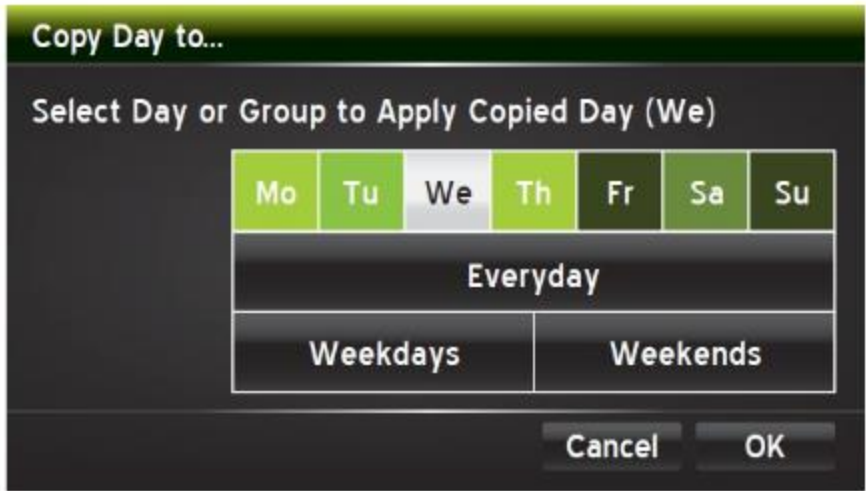 Copy Day to...
Select Day or Group to Apply Copied Day (We)
Mo Tu We Th Fr Sa Su
Everyday
Weekdays Weekends
Cancel OK